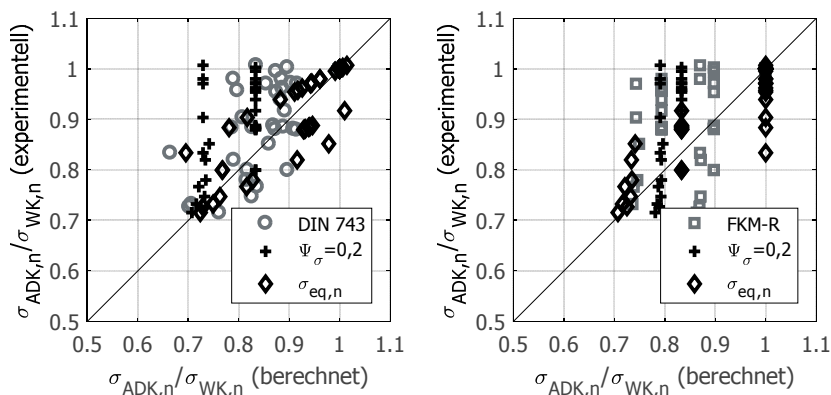 1.1
1
0.9
0.8
0.7
0.6
0.5
0.5 0.6 0.7 0.8 0.9 1 1.1
σADK,n/σWK,n (experimentell)
σADK,n/σWK,n (berechnet)
DIN 743
Ψσ=0,2
σeq,n
1.1
1
0.9
0.8
0.7
0.6
0.5
0.5 0.6 0.7 0.8 0.9 1 1.1
σADK,n/σWK,n (experimentell)
σADK,n/σWK,n (berechnet)
FKM-R
Ψσ=0,2
σeq,n